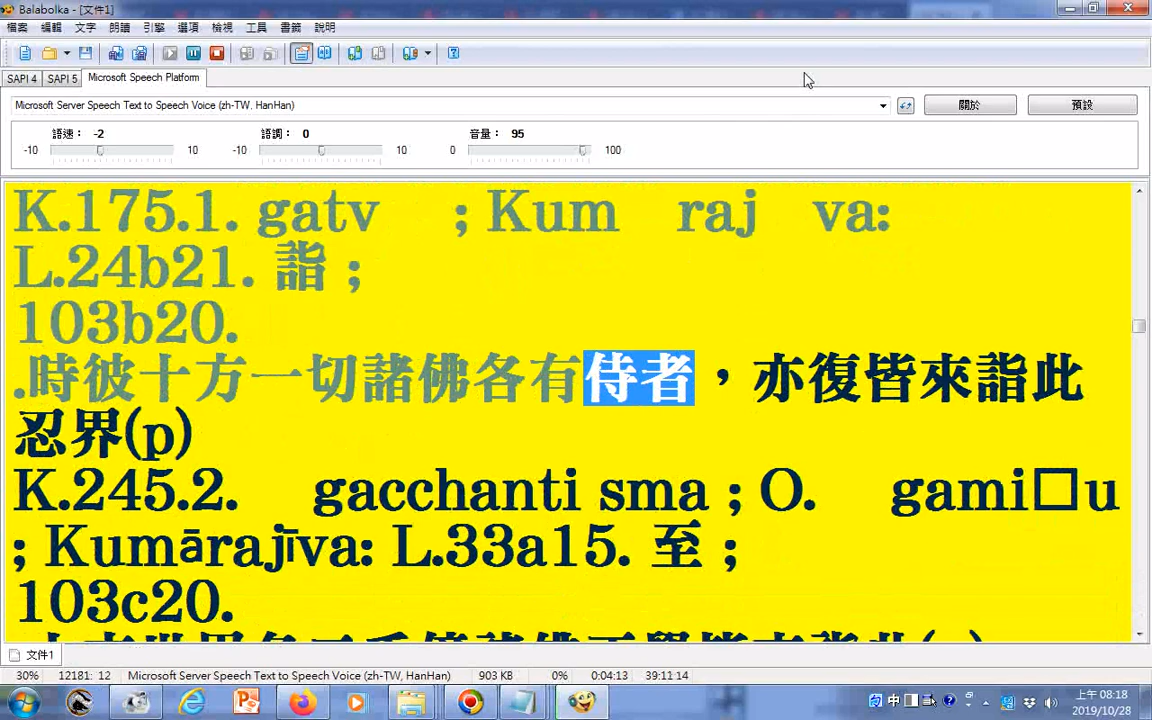 Balabolka - [文件1]
檔案 編輯 文字 朗讀 引擎 選項 檢視 工具 書籤 說明
SAPI 4 SAPI 5 Microsoft Speech Platform
Microsoft Server Speech Text to Speech Voice (zh-TW, HanHan) 關於 預設
語速： -2 語調： 0 音量： 95
-10 10 -10 10 0 100
K.175.1. gatv ; Kum raj va:
L.24b21. 詣 ;
103b20.
.時彼十方一切諸佛各有侍者，亦復皆來詣此
忍界(p)
K.245.2. gacchanti sma ; O. gami□u
; Kumārajīva: L.33a15. 至 ;
103c20.
文件1
30% 12181: 12 Microsoft Server Speech Text to Speech Voice (zh-TW, HanHan) 903 KB 0% 0:04:13 39:11:14
中 上午 08:18
2019/10/28